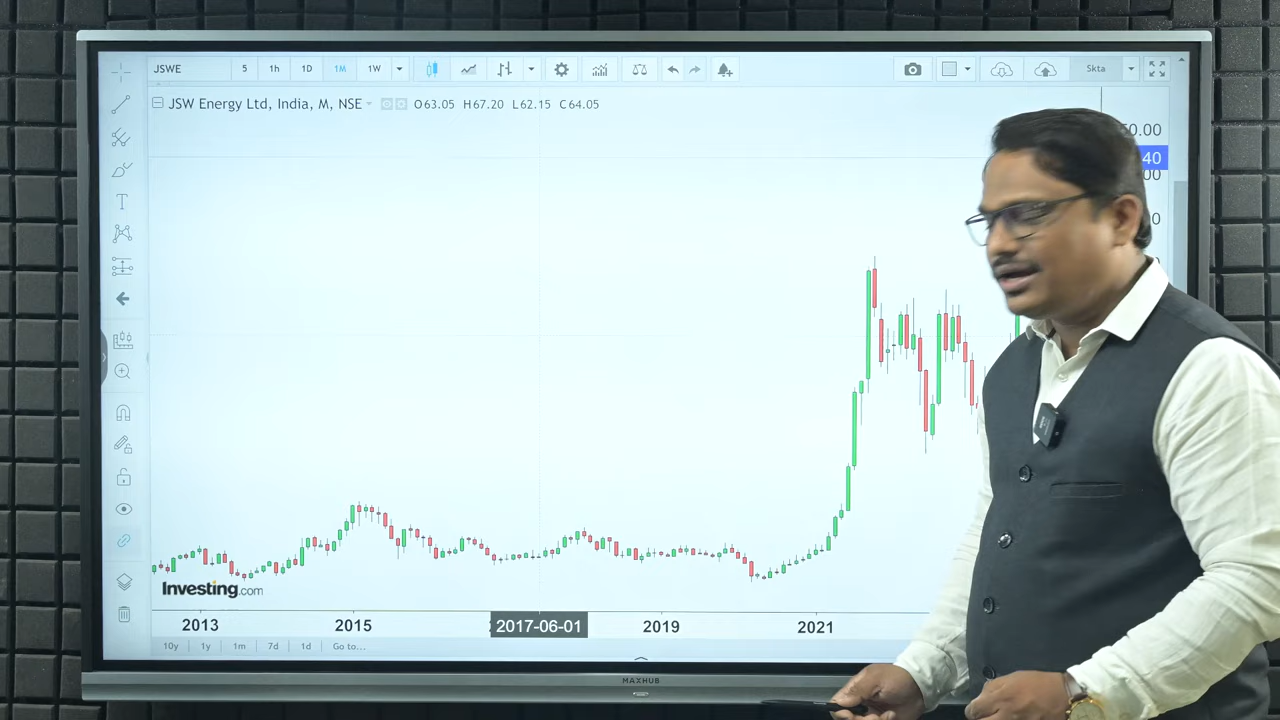 JSWE 5 1h 1D 1M 1W Skta
JSW Energy Ltd, India, M, NSE O63.05 H67.20 L62.15 C64.05
40
T
Investing.com
2013 2015 2017-06-01 2019 2021
10y 1y 1m 7d 1d Go to...
MAXHUB